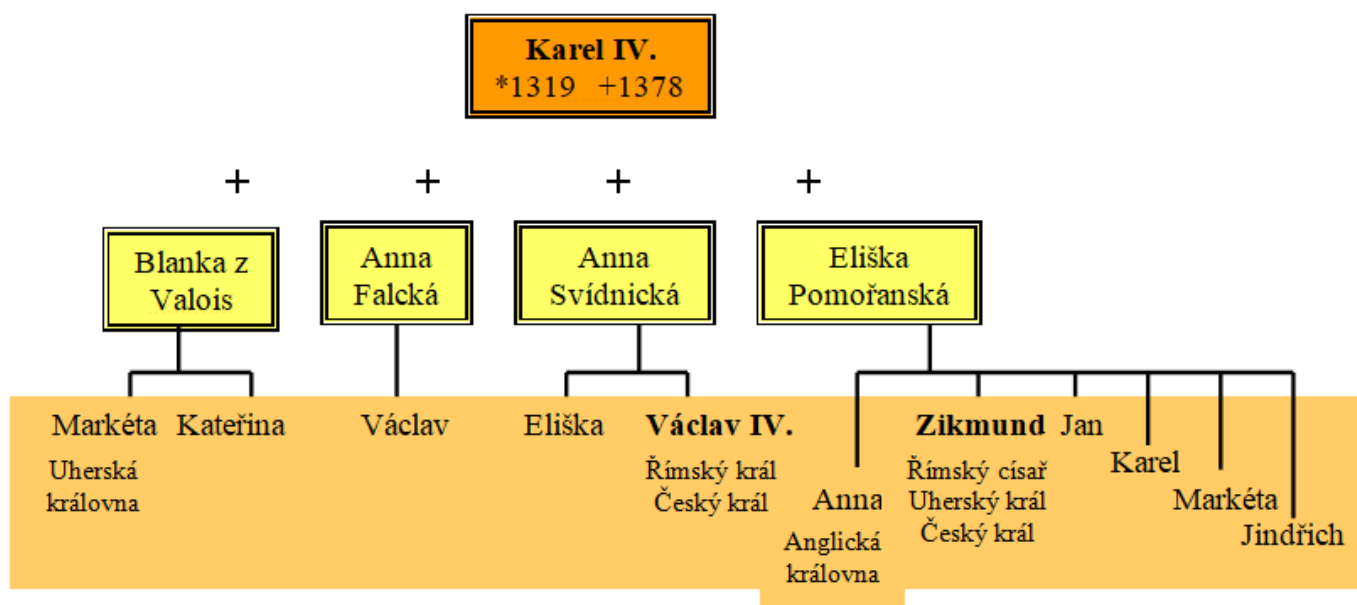 Karel IV.
*1319 +1378
+ + + +
Blanka z
Valois
Anna
Falcká
Anna
Svídnická
Eliška
Pomořanská
Markéta
Uherská
královna
Kateřina
Václav
Eliška
Václav IV.
Římský král
Český král
Anna
Anglická
královna
Zikmund
Římský císař
Uherský král
Český král
Jan
Karel
Markéta
Jindřich